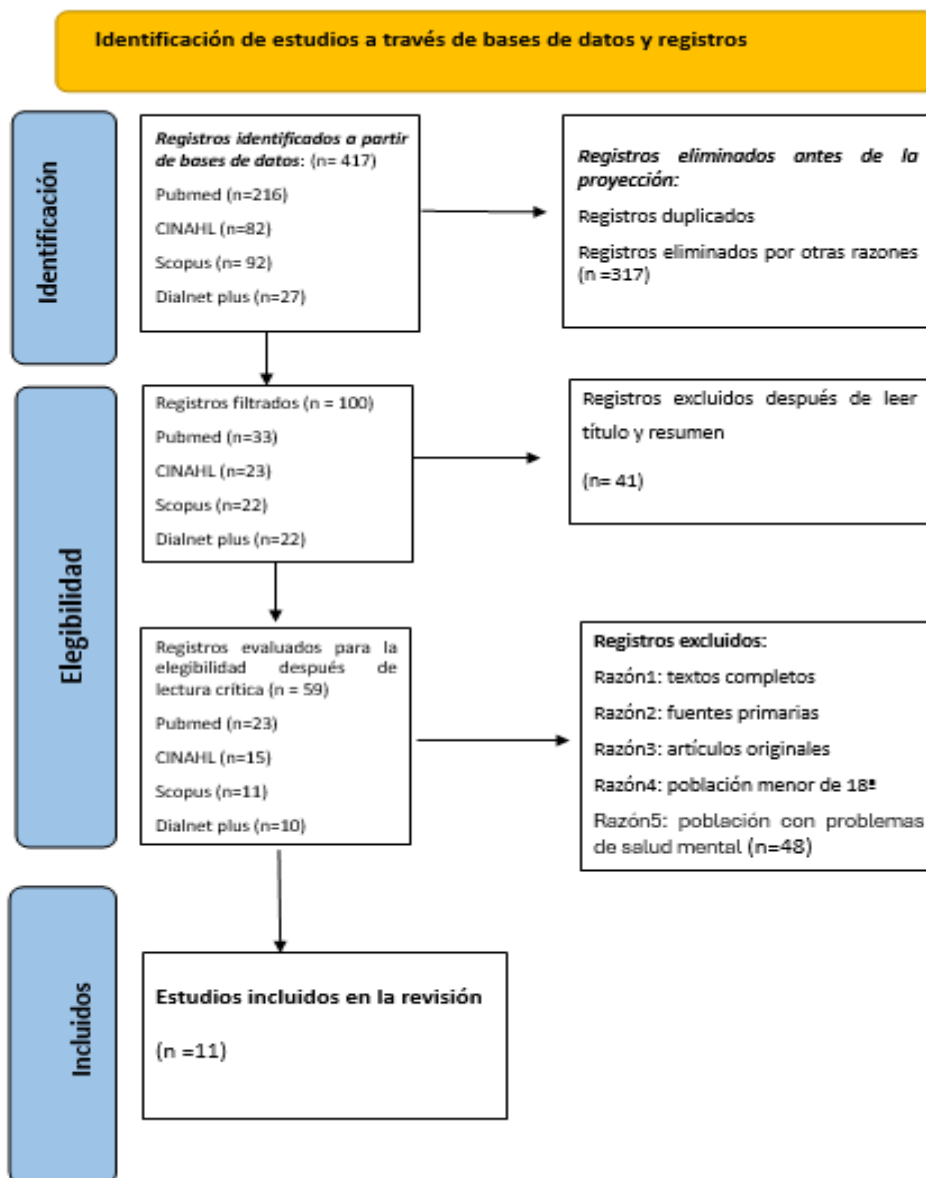 Identificación de estudios a través de bases de datos y registros
Identificación
Registros identificados a partir
de bases de datos: (n= 417)
Pubmed (n=216)
CINAHL (n=82)
Scopus (n= 92)
Dialnet plus (n=27)
Registros eliminados antes de la
proyección:
Registros duplicados
Registros eliminados por otras razones
(n =317)
Elegibilidad
Registros filtrados (n = 100)
Pubmed (n=33)
CINAHL (n=23)
Scopus (n=22)
Dialnet plus (n=22)
Registros excluidos después de leer
título y resumen
(n= 41)
Registros evaluados para la
elegibilidad después de
lectura crítica (n = 59)
Pubmed (n=23)
CINAHL (n=15)
Scopus (n=11)
Dialnet plus (n=10)
Registros excluidos:
Razón1: textos completos
Razón2: fuentes primarias
Razón3: artículos originales
Razón4: población menor de 18ª
Razón5: población con problemas
de salud mental (n=48)
Incluidos
Estudios incluidos en la revisión
(n =11)